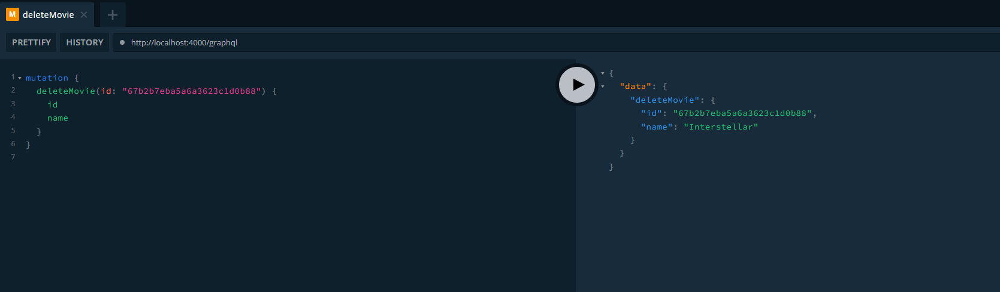 M deleteMovie
PRETTIFY HISTORY http://localhost:4000/graphql
1 mutation {
2 deleteMovie(id: "67b2b7eba5a6a3623c1d0b88") {
3 id
4 name
5 }
6 }
7
{
"data": {
"deleteMovie": {
"id": "67b2b7eba5a6a3623c1d0b88",
"name": "Interstellar"
}
}
}